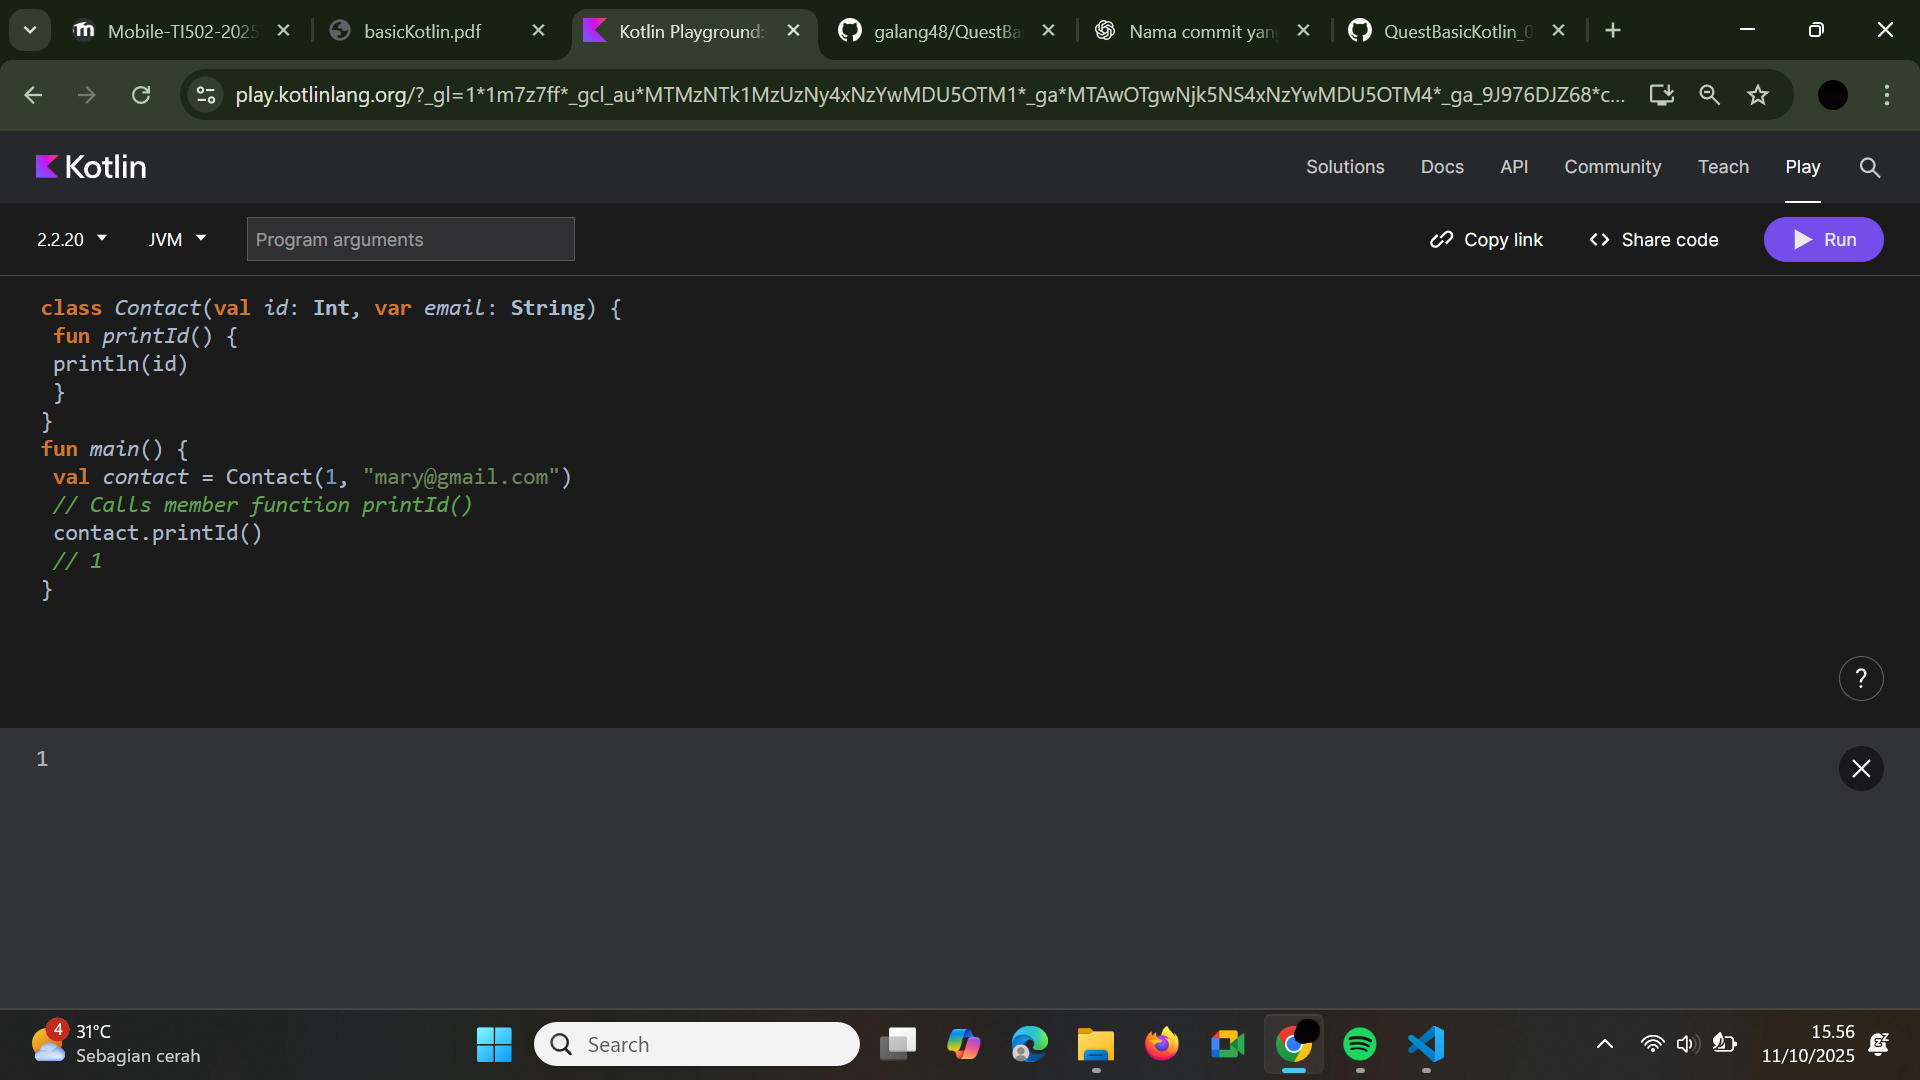 Mobile-TI502-2025
basicKotlin.pdf
Kotlin Playground:
galang48/QuestBa
Nama commit yan
QuestBasicKotlin_0
play.kotlinlang.org/?_gl=1*1m7z7ff*_gcl_au*MTMzNTk1MzUzNy4xNzYwMDU5OTM1*_ga*MTAwOTgwNjk5NS4xNzYwMDU5OTM4*_ga_9J976DJZ68*c...
Kotlin
Solutions
Docs
API
Community
Teach
Play
2.2.20
JVM
Program arguments
Copy link
Share code
Run
class Contact(val id: Int, var email: String) {
fun printId() {
println(id)
}
}
fun main() {
val contact = Contact(1, "mary@gmail.com")
// Calls member function printId()
contact.printId()
// 1
}
?
1
4
31°C
Sebagian cerah
Search
15.56
11/10/2025